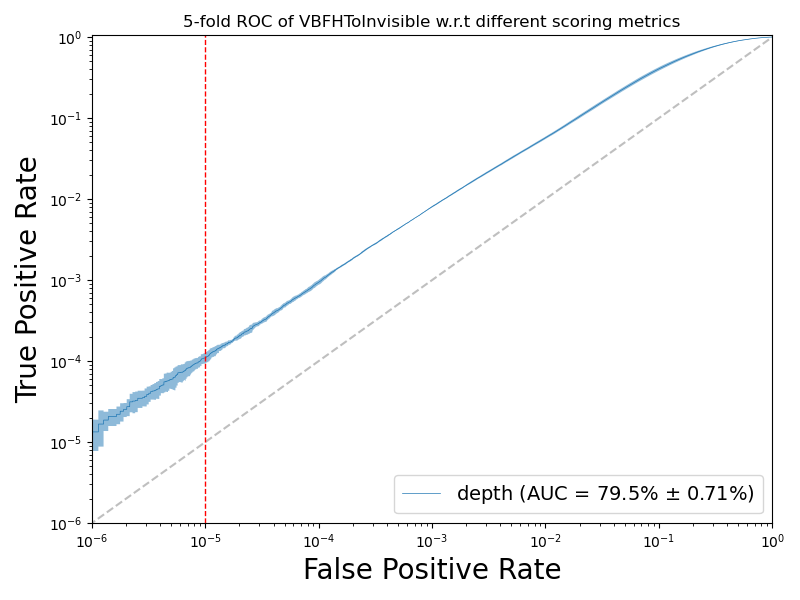 5-fold ROC of VBFHToInvisible w.r.t different scoring metrics
True Positive Rate
10⁰
10⁻¹
10⁻²
10⁻³
10⁻⁴
10⁻⁵
10⁻⁶
depth (AUC = 79.5% ± 0.71%)
10⁻⁶ 10⁻⁵ 10⁻⁴ 10⁻³ 10⁻² 10⁻¹ 10⁰
False Positive Rate